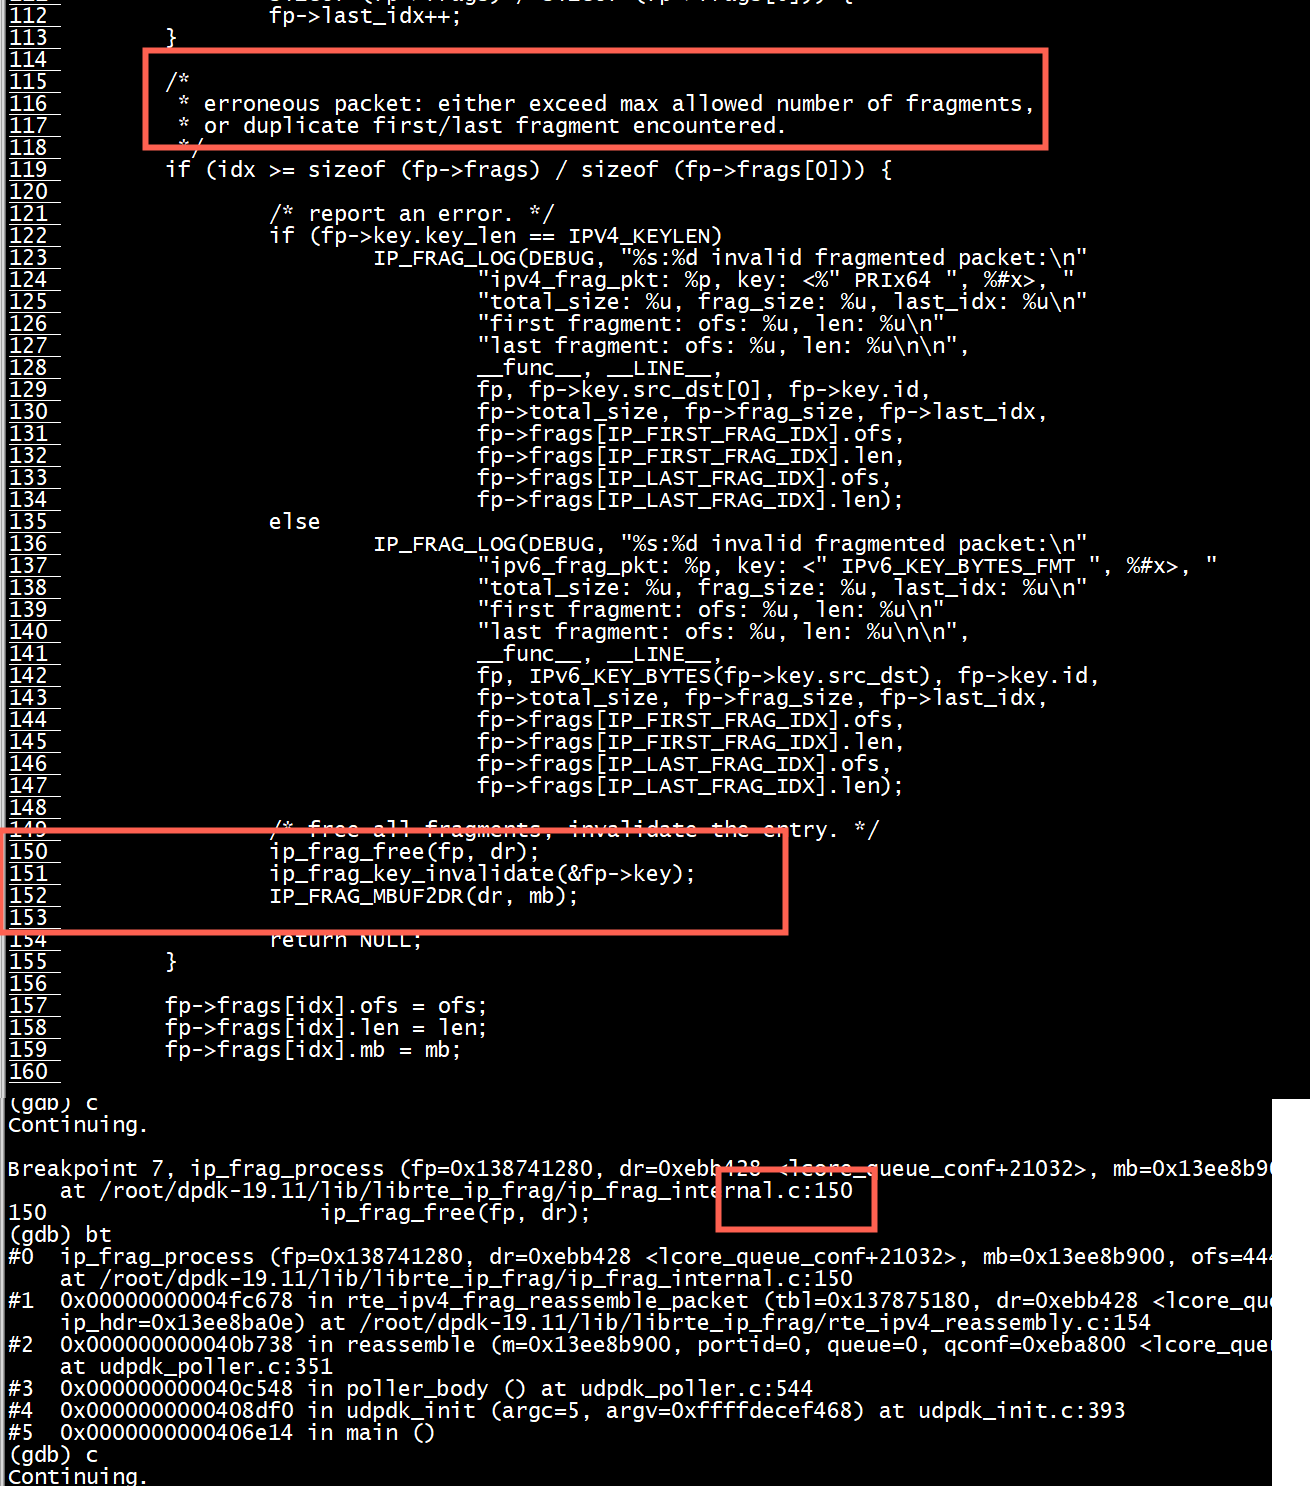 112 fp->last_idx++;
113 }
114
115 /*
116 * erroneous packet: either exceed max allowed number of fragments,
117 * or duplicate first/last fragment encountered.
118 */
119 if (idx >= sizeof (fp->frags) / sizeof (fp->frags[0])) {
120
121 /* report an error. */
122 if (fp->key.key_len == IPV4_KEYLEN)
123 IP_FRAG_LOG(DEBUG, "%s:%d invalid fragmented packet:\n"
124 "ipv4_frag_pkt: %p, key: <%" PRIx64 ", %#x>, "
125 "total_size: %u, frag_size: %u, last_idx: %u\n"
126 "first fragment: ofs: %u, len: %u\n"
127 "last fragment: ofs: %u, len: %u\n\n",
128 __func__, __LINE__,
129 fp, fp->key.src_dst[0], fp->key.id,
130 fp->total_size, fp->frag_size, fp->last_idx,
131 fp->frags[IP_FIRST_FRAG_IDX].ofs,
132 fp->frags[IP_FIRST_FRAG_IDX].len,
133 fp->frags[IP_LAST_FRAG_IDX].ofs,
134 fp->frags[IP_LAST_FRAG_IDX].len);
135 else
136 IP_FRAG_LOG(DEBUG, "%s:%d invalid fragmented packet:\n"
137 "ipv6_frag_pkt: %p, key: <" IPv6_KEY_BYTES_FMT ", %#x>, "
138 "total_size: %u, frag_size: %u, last_idx: %u\n"
139 "first fragment: ofs: %u, len: %u\n"
140 "last fragment: ofs: %u, len: %u\n\n",
141 __func__, __LINE__,
142 fp, IPv6_KEY_BYTES(fp->key.src_dst), fp->key.id,
143 fp->total_size, fp->frag_size, fp->last_idx,
144 fp->frags[IP_FIRST_FRAG_IDX].ofs,
145 fp->frags[IP_FIRST_FRAG_IDX].len,
146 fp->frags[IP_LAST_FRAG_IDX].ofs,
147 fp->frags[IP_LAST_FRAG_IDX].len);
148
149 /* free all fragments, invalidate the entry. */
150 ip_frag_free(fp, dr);
151 ip_frag_key_invalidate(&fp->key);
152 IP_FRAG_MBUF2DR(dr, mb);
153
154 return NULL;
155 }
156
157 fp->frags[idx].ofs = ofs;
158 fp->frags[idx].len = len;
159 fp->frags[idx].mb = mb;
160
(gdb) c
Continuing.
Breakpoint 7, ip_frag_process (fp=0x138741280, dr=0xebb428 <lcore_queue_conf+21032>, mb=0x13ee8b90
at /root/dpdk-19.11/lib/librte_ip_frag/ip_frag_internal.c:150
150 ip_frag_free(fp, dr);
(gdb) bt
#0 ip_frag_process (fp=0x138741280, dr=0xebb428 <lcore_queue_conf+21032>, mb=0x13ee8b900, ofs=444
at /root/dpdk-19.11/lib/librte_ip_frag/ip_frag_internal.c:150
#1 0x00000000004fc678 in rte_ipv4_frag_reassemble_packet (tbl=0x137875180, dr=0xebb428 <lcore_que
ip_hdr=0x13ee8ba0e) at /root/dpdk-19.11/lib/librte_ip_frag/rte_ipv4_reassembly.c:154
#2 0x000000000040b738 in reassemble (m=0x13ee8b900, portid=0, queue=0, qconf=0xeba800 <lcore_queu
at udpdk_poller.c:351
#3 0x000000000040c548 in poller_body () at udpdk_poller.c:544
#4 0x0000000000408df0 in udpdk_init (argc=5, argv=0xffffdecef468) at udpdk_init.c:393
#5 0x0000000000406e14 in main ()
(gdb) c
Continuing.